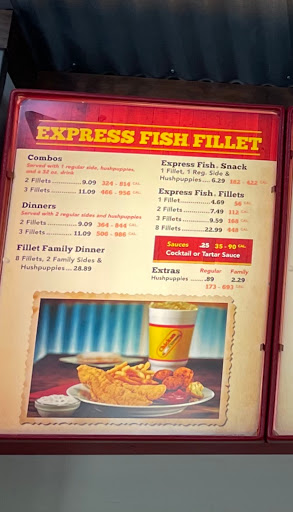 EXPRESS FISH FILLET
Combos
Served with 1 regular side, hushpuppies,
and a 32 oz. drink
2 Fillets 9.09 324 - 814 CAL.
3 Fillets 11.09 486 - 956 CAL.
Dinners
Served with 2 regular sides and hushpuppies
2 Fillets 9.09 364 - 844 CAL.
3 Fillets 11.09 506 - 986 CAL.
Fillet Family Dinner
8 Fillets, 2 Family Sides &
Hushpuppies 28.89
Express Fish . Snack
1 Fillet, 1 Reg. Side &
Hushpuppies 6.29 182 - 422 CAL.
Express Fish . Fillets
1 Fillet 4.69 56 CAL.
2 Fillets 7.49 112 CAL.
3 Fillets 9.59 168 CAL.
8 Fillets 22.99 448 CAL.
Sauces .25 35 - 90 CAL.
Cocktail or Tartar Sauce
Extras Regular Family
Hushpuppies .89 2.29
173 - 693 CAL.